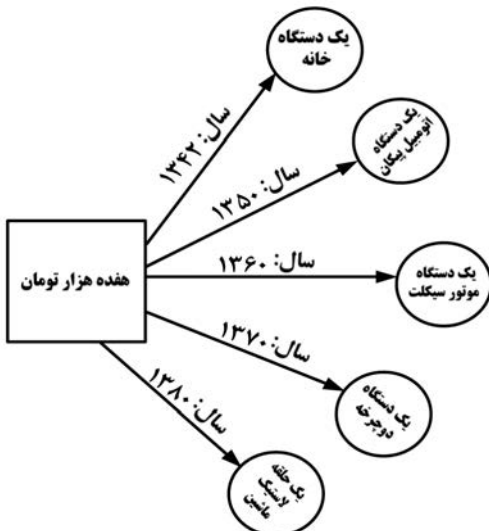 یک دستگاه
خانه
سال: ۱۳۴۲
یک دستگاه
اتومبیل پیکان
سال: ۱۳۵۰
هفده هزار تومان
سال: ۱۳۶۰
یک دستگاه
موتور سیکلت
سال: ۱۳۷۰
یک دستگاه
دوچرخه
سال: ۱۳۸۰
یک حلقه
لاستیک
ماشین